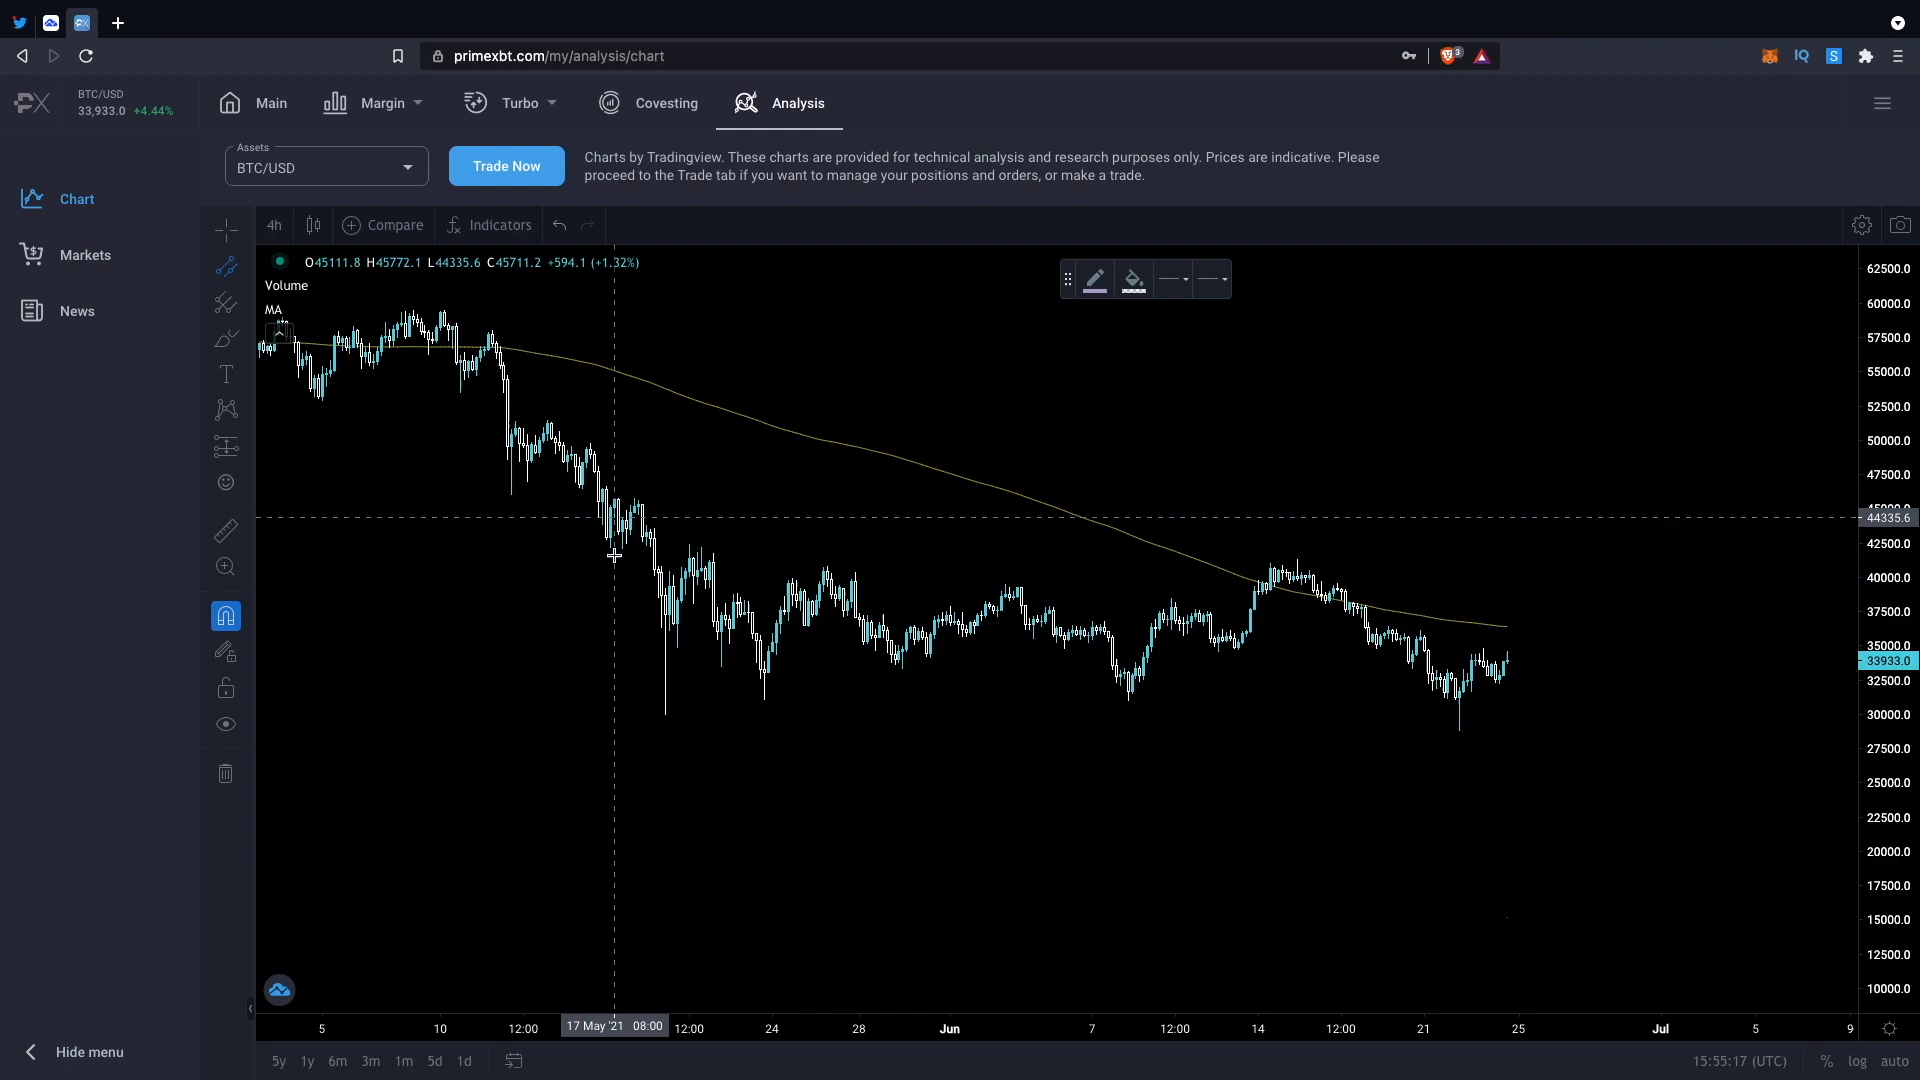 primexbt.com/my/analysis/chart
3
IQ
S
PX
BTC/USD
33,933.0 +4.44%
Main
Margin
Turbo
Covesting
Analysis
Assets
BTC/USD
Trade Now
Charts by Tradingview. These charts are provided for technical analysis and research purposes only. Prices are indicative. Please
proceed to the Trade tab if you want to manage your positions and orders, or make a trade.
Chart
Markets
News
4h
Compare
Indicators
O45111.8 H45772.1 L44335.6 C45711.2 +594.1 (+1.32%)
Volume
MA
62500.0
60000.0
57500.0
55000.0
52500.0
50000.0
47500.0
44335.6
42500.0
40000.0
37500.0
35000.0
33933.0
32500.0
30000.0
27500.0
25000.0
22500.0
20000.0
17500.0
15000.0
12500.0
10000.0
5
10
12:00
17 May '21 08:00
12:00
24
28
Jun
7
12:00
14
12:00
21
25
Jul
5
9
Hide menu
5y 1y 6m 3m 1m 5d 1d
15:55:17 (UTC)
% log auto